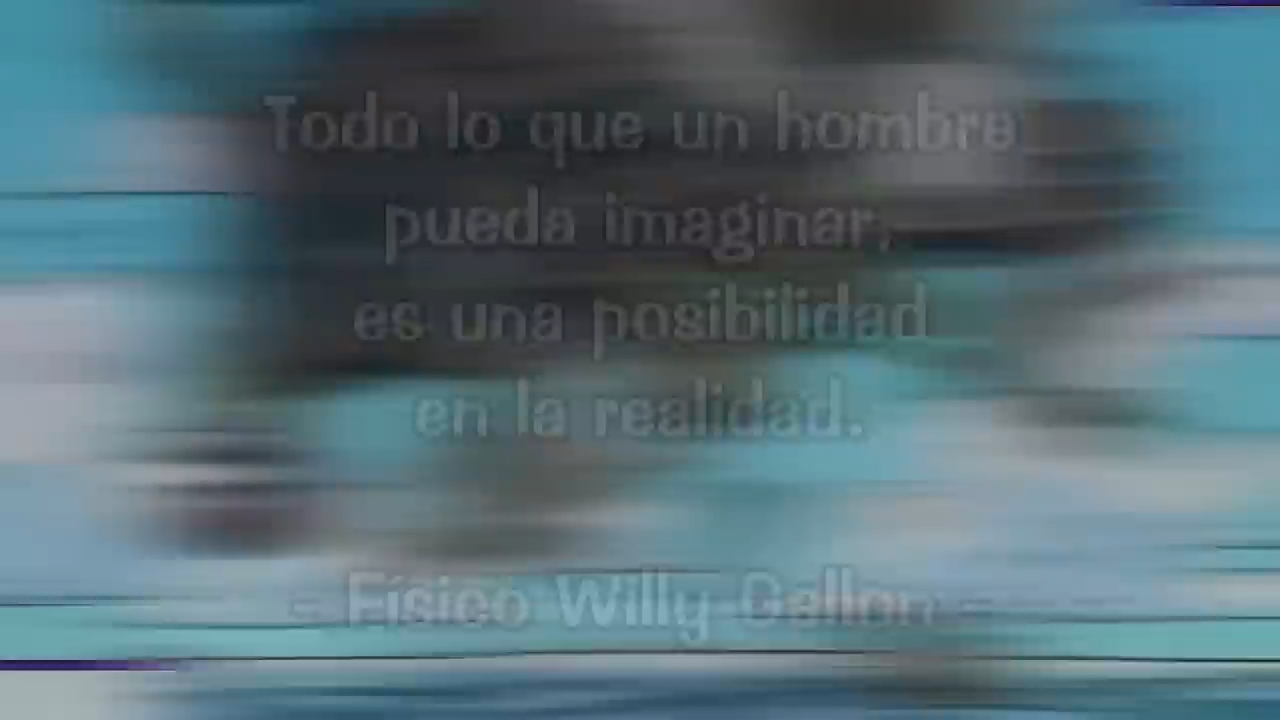 Todo lo que un hombre
pueda imaginar,
es una posibilidad
en la realidad.
- Físico Willy Gallon -